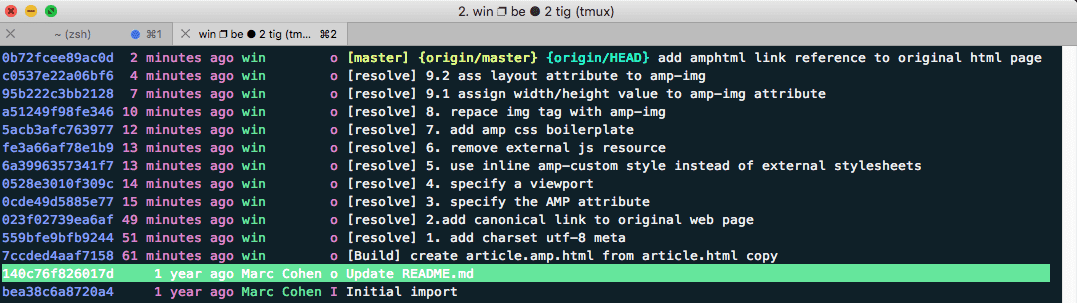 2. win be 2 tig (tmux)
~ (zsh) ⌘1 win be 2 tig (tm... ⌘2
0b72fcee89ac0d 2 minutes ago win o [master] {origin/master} {origin/HEAD} add amphtml link reference to original html page
c0537e22a06bf6 4 minutes ago win o [resolve] 9.2 ass layout attribute to amp-img
95b222c3bb2128 7 minutes ago win o [resolve] 9.1 assign width/height value to amp-img attribute
a51249f98fe346 10 minutes ago win o [resolve] 8. repace img tag with amp-img
5acb3afc763977 12 minutes ago win o [resolve] 7. add amp css boilerplate
fe3a66af78e1b9 13 minutes ago win o [resolve] 6. remove external js resource
6a3996357341f7 13 minutes ago win o [resolve] 5. use inline amp-custom style instead of external stylesheets
0528e3010f309c 14 minutes ago win o [resolve] 4. specify a viewport
0cde49d5885e77 15 minutes ago win o [resolve] 3. specify the AMP attribute
023f02739ea6af 49 minutes ago win o [resolve] 2.add canonical link to original web page
559bfe9bfb9244 51 minutes ago win o [resolve] 1. add charset utf-8 meta
7ccded4aaf7158 61 minutes ago win o [Build] create article.amp.html from article.html copy
140c76f826017d 1 year ago Marc Cohen o Update README.md
bea38c6a8720a4 1 year ago Marc Cohen I Initial import